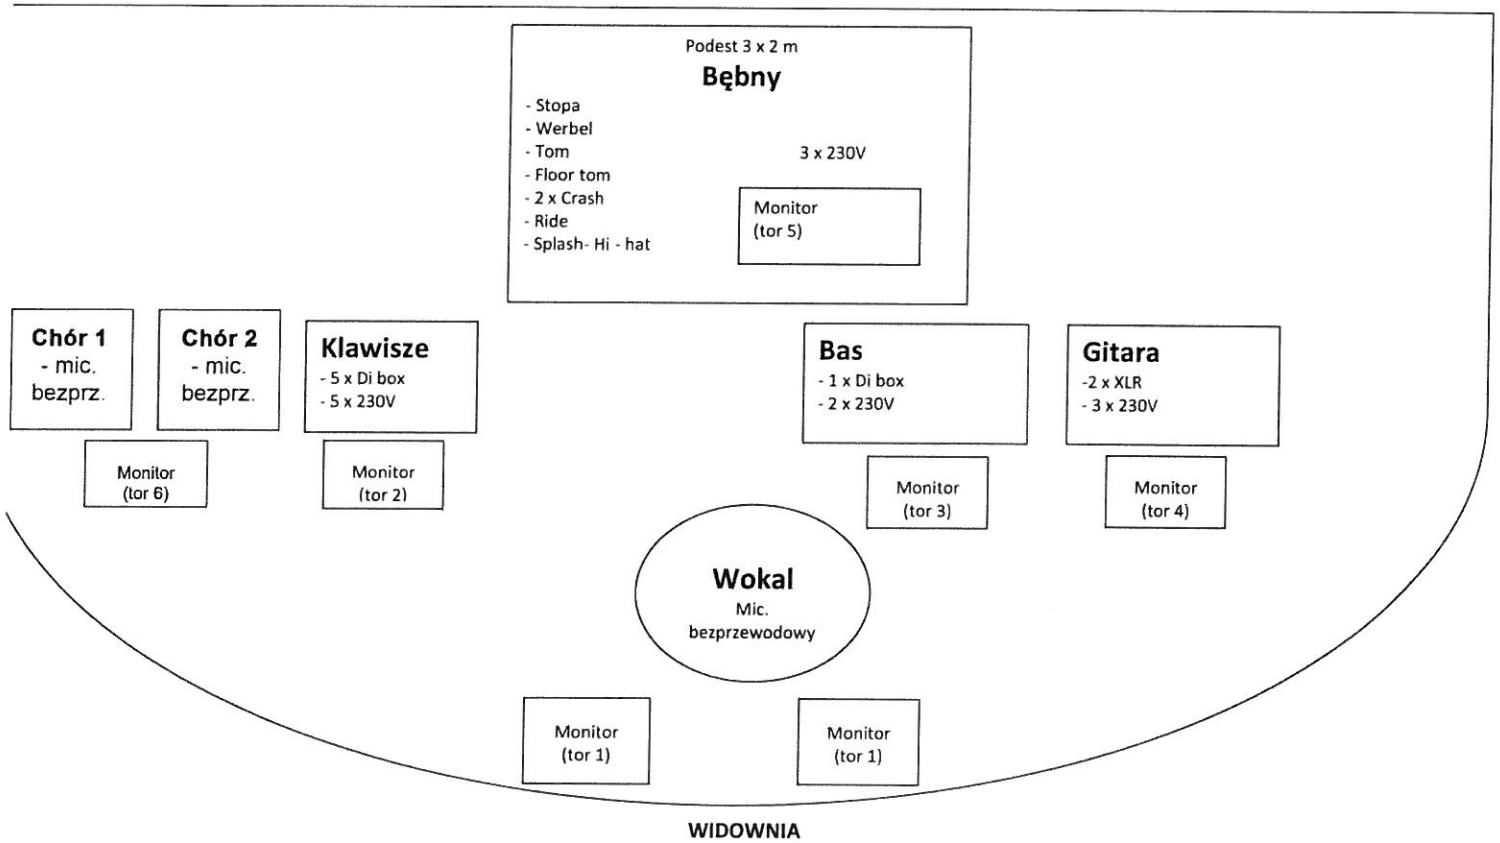 Podest 3 x 2 m
Bębny
- Stopa
- Werbel
- Tom
- Floor tom
- 2 x Crash
- Ride
- Splash- Hi - hat
3 x 230V
Monitor
(tor 5)
Chór 1
- mic.
bezprz.
Chór 2
- mic.
bezprz.
Klawisze
- 5 x Di box
- 5 x 230V
Bas
- 1 x Di box
- 2 x 230V
Gitara
-2 x XLR
- 3 x 230V
Monitor
(tor 6)
Monitor
(tor 2)
Monitor
(tor 3)
Monitor
(tor 4)
Wokal
Mic.
bezprzewodowy
Monitor
(tor 1)
Monitor
(tor 1)
WIDOWNIA